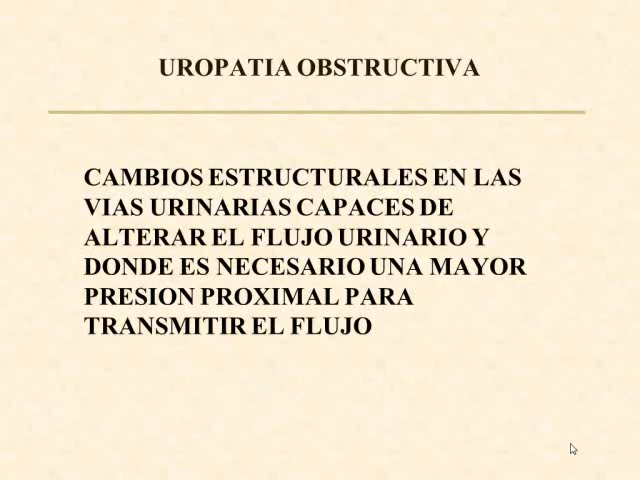 UROPATIA OBSTRUCTIVA
CAMBIOS ESTRUCTURALES EN LAS
VIAS URINARIAS CAPACES DE
ALTERAR EL FLUJO URINARIO Y
DONDE ES NECESARIO UNA MAYOR
PRESION PROXIMAL PARA
TRANSMITIR EL FLUJO